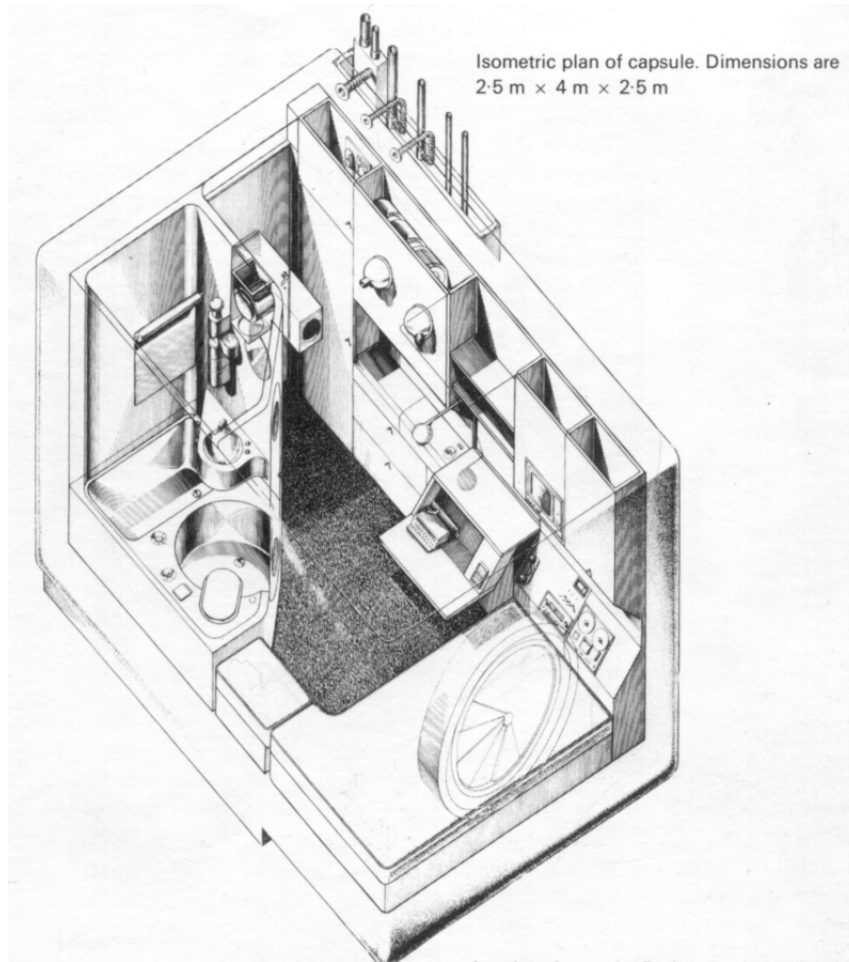 Isometric plan of capsule. Dimensions are
2·5 m × 4 m × 2·5 m